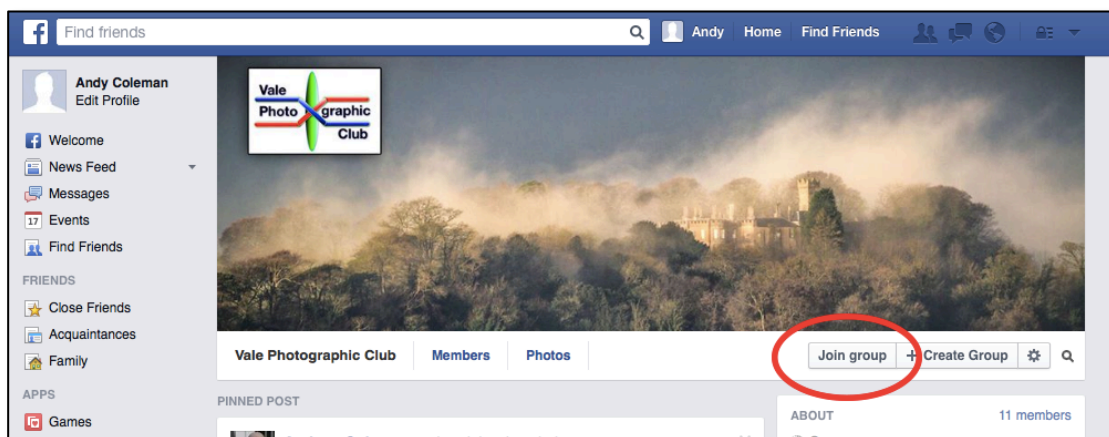 Find friends
Andy Home Find Friends
Andy Coleman
Edit Profile
Welcome
News Feed
Messages
17 Events
Find Friends
FRIENDS
Close Friends
Acquaintances
Family
APPS
Games
Vale
Photo graphic
Club
Vale Photographic Club Members Photos
Join group + Create Group
PINNED POST
ABOUT 11 members